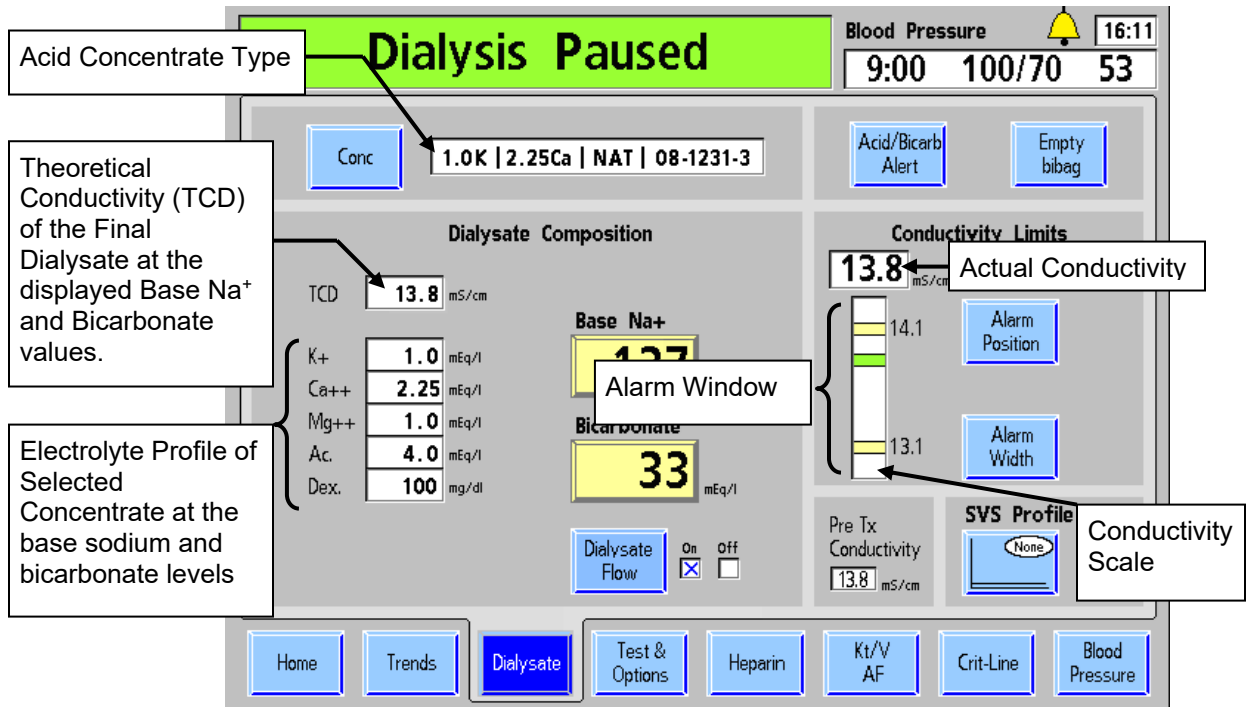 Dialysis Paused
Blood Pressure
16:11
9:00 100/70 53
Acid Concentrate Type
Conc
1.0K | 2.25Ca | NAT | 08-1231-3
Acid/Bicarb
Alert
Empty
bibag
Theoretical
Conductivity (TCD)
of the Final
Dialysate at the
displayed Base Na+
and Bicarbonate
values.
Dialysate Composition
TCD 13.8 mS/cm
K+ 1.0 mEq/l
Ca++ 2.25 mEq/l
Mg++ 1.0 mEq/l
Ac. 4.0 mEq/l
Dex. 100 mg/dl
Base Na+
Bicarbonate
33 mEq/l
Dialysate
Flow
On Off
Electrolyte Profile of
Selected
Concentrate at the
base sodium and
bicarbonate levels
Conductivity Limits
13.8 mS/cm
Actual Conductivity
14.1
Alarm
Position
Alarm Window
13.1
Alarm
Width
Pre Tx
Conductivity
13.8 mS/cm
SVS Profile
None
Conductivity
Scale
Home
Trends
Dialysate
Test &
Options
Heparin
Kt/V
AF
Crit-Line
Blood
Pressure